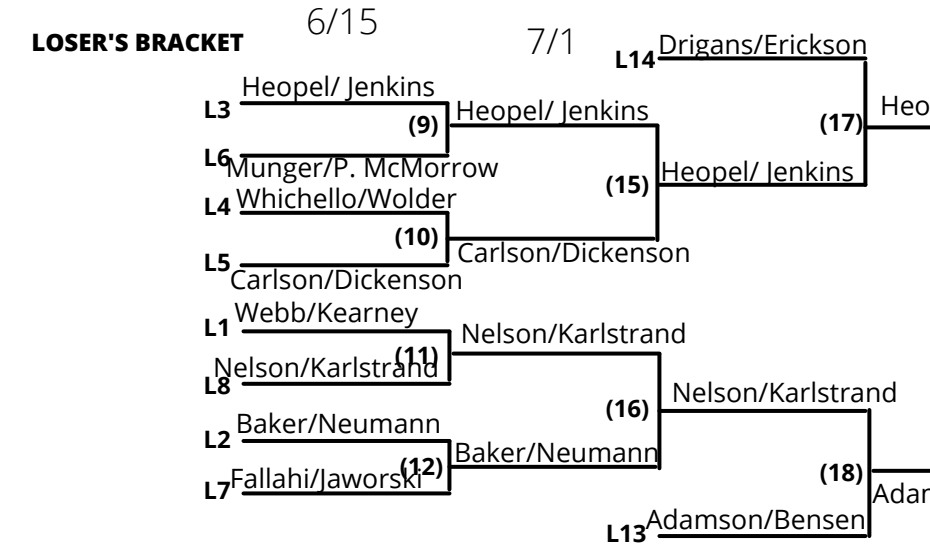 6/15
7/1
LOSER'S BRACKET
L14 Drigans/Erickson
L3 Heopel/ Jenkins
(9)
Heopel/ Jenkins
(17)
Heo
L6 Munger/P. McMorrow
(15)
Heopel/ Jenkins
L4 Whichello/Wolder
(10)
Carlson/Dickenson
L5 Carlson/Dickenson
L1 Webb/Kearney
(11)
Nelson/Karlstrand
L8 Nelson/Karlstrand
(16)
Nelson/Karlstrand
L2 Baker/Neumann
(12)
Baker/Neumann
L7 Fallahi/Jaworski
(18)
Adar
L13 Adamson/Bensen